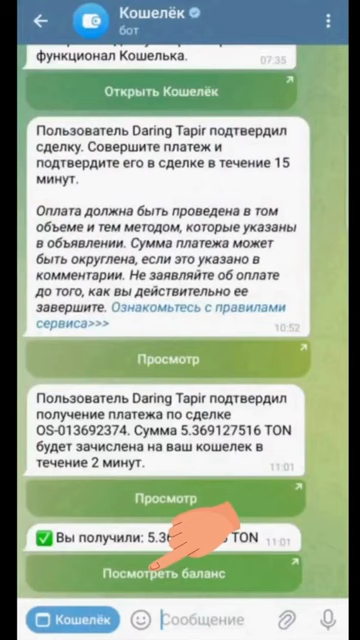 Кошелёк
бот
функционал Кошелька.
07:35
Открыть Кошелёк
Пользователь Daring Tapir подтвердил
сделку. Совершите платеж и
подтвердите его в сделке в течение 15
минут.
Оплата должна быть проведена в том
объеме и тем методом, которые указаны
в объявлении. Сумма платежа может
быть округлена, если это указано в
комментарии. Не заявляйте об оплате
до того, как вы действительно ее
завершите. Ознакомьтесь с правилами
сервиса>>>
10:52
Просмотр
Пользователь Daring Tapir подтвердил
получение платежа по сделке
OS-013692374. Сумма 5.369127516 TON
будет зачислена на ваш кошелек в
течение 2 минут.
11:01
Просмотр
Вы получили: TON
11:01
Посмотреть баланс
Кошелёк
Сообщение